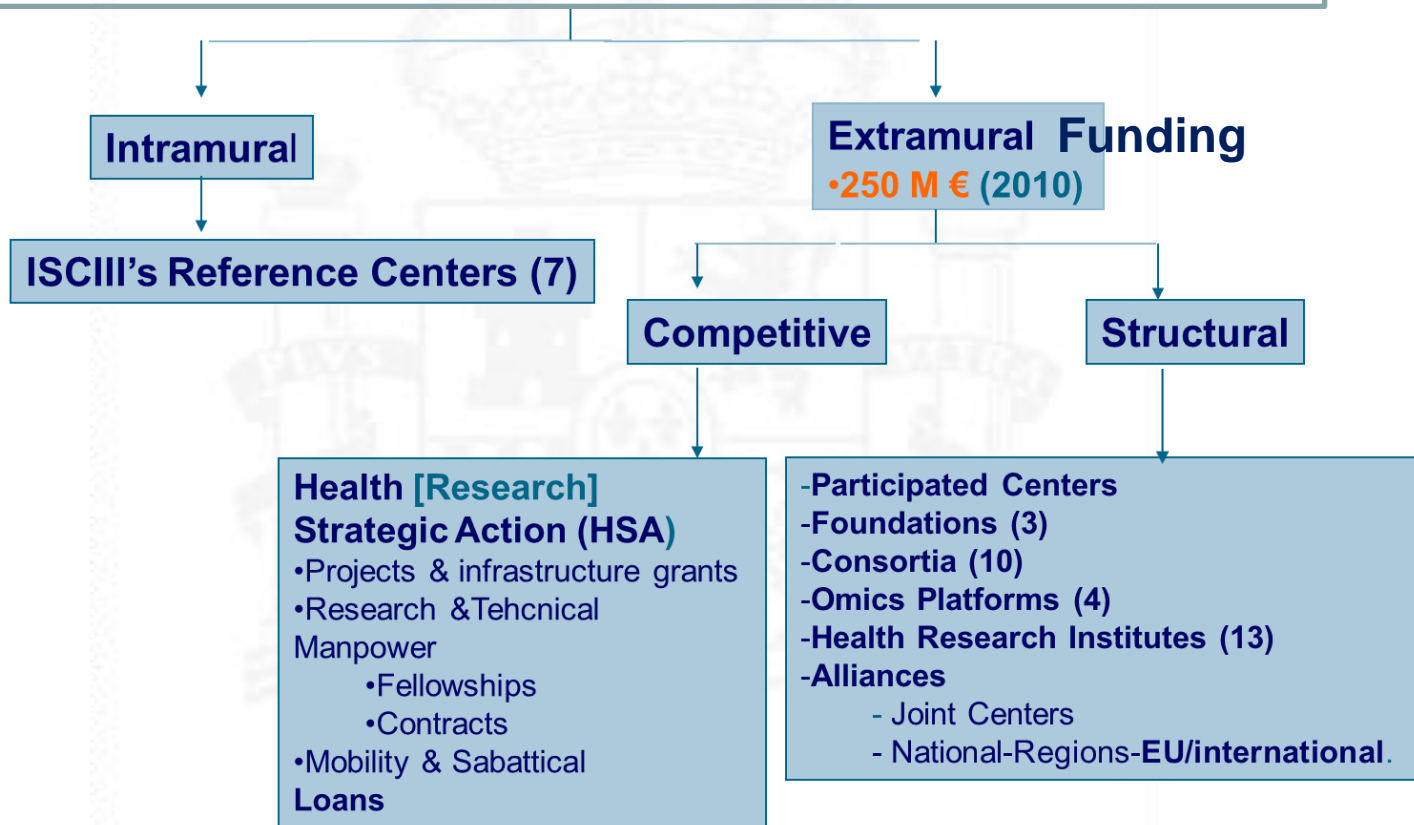 Intramural
Extramural Funding
•250 M € (2010)
ISCIII’s Reference Centers (7)
Competitive
Structural
Health [Research]
Strategic Action (HSA)
•Projects & infrastructure grants
•Research &Tehcnical
Manpower
•Fellowships
•Contracts
•Mobility & Sabattical
Loans
-Participated Centers
-Foundations (3)
-Consortia (10)
-Omics Platforms (4)
-Health Research Institutes (13)
-Alliances
- Joint Centers
- National-Regions-EU/international.
PLVS